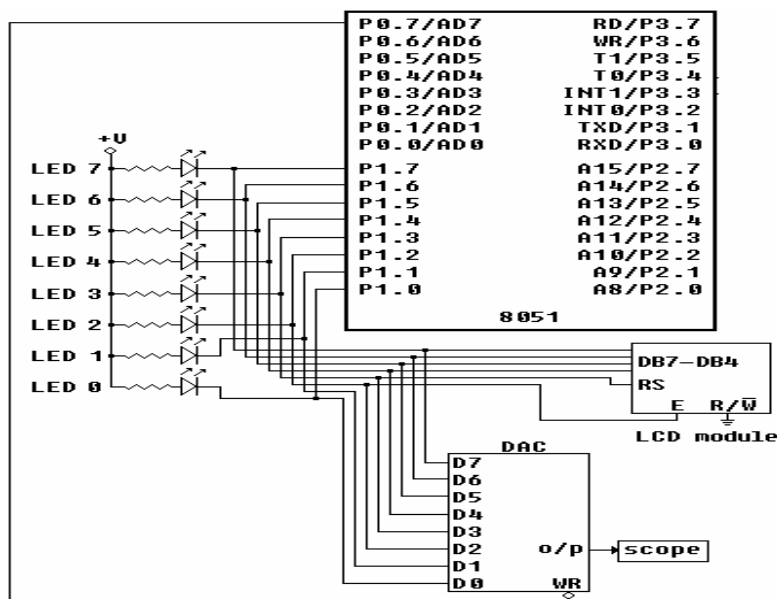 P0.7/AD7 RD/P3.7
P0.6/AD6 WR/P3.6
P0.5/AD5 T1/P3.5
P0.4/AD4 T0/P3.4
P0.3/AD3 INT1/P3.3
P0.2/AD2 INT0/P3.2
P0.1/AD1 TXD/P3.1
P0.0/AD0 RXD/P3.0
+V
LED 7 P1.7 A15/P2.7
LED 6 P1.6 A14/P2.6
LED 5 P1.5 A13/P2.5
LED 4 P1.4 A12/P2.4
LED 3 P1.3 A11/P2.3
LED 2 P1.2 A10/P2.2
LED 1 P1.1 A9/P2.1
LED 0 P1.0 A8/P2.0
8051
DB7-DB4
RS
E R/W̅
LCD module
DAC
D7
D6
D5
D4
D3
D2 o/p scope
D1
D0 WR